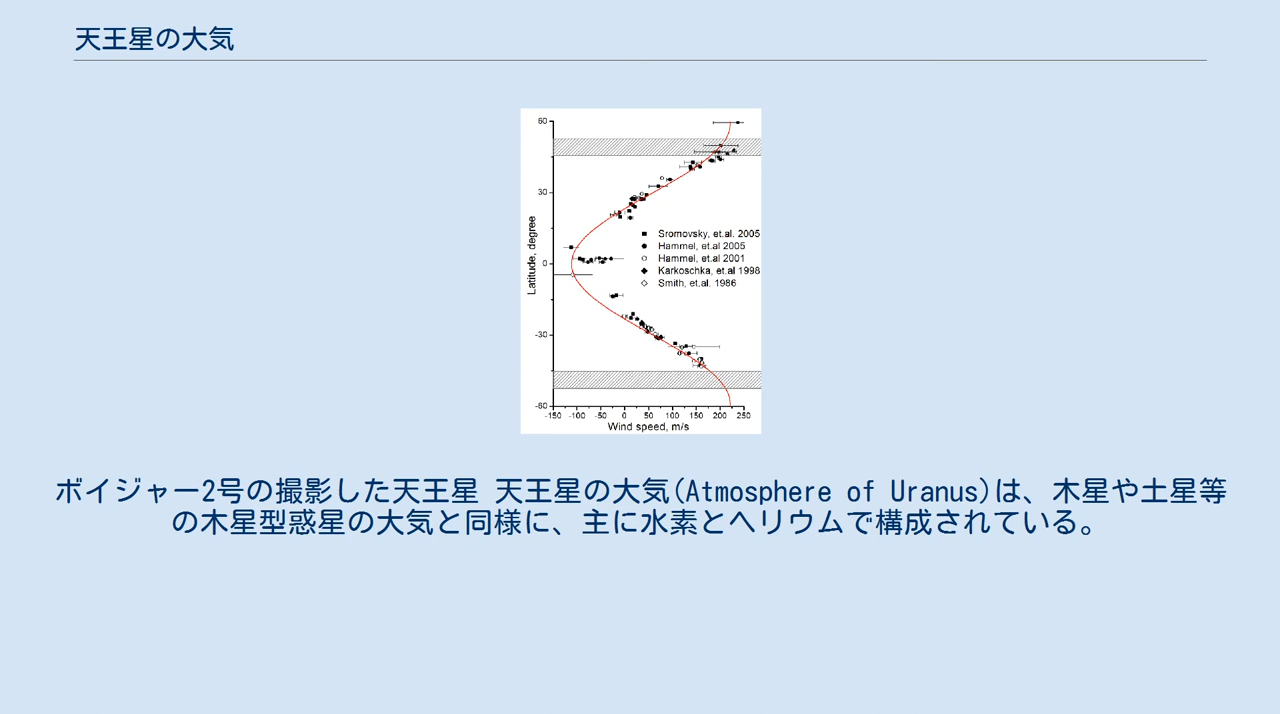 天王星の大気
60
30
0
-30
-60
Latitude, degree
Sromovsky, et.al. 2005
Hammel, et.al 2005
Hammel, et.al 2001
Karkoschka, et.al 1998
Smith, et.al. 1986
-150 -100 -50 0 50 100 150 200 250
Wind speed, m/s
ボイジャー2号の撮影した天王星 天王星の大気(Atmosphere of Uranus)は、木星や土星等
の木星型惑星の大気と同様に、主に水素とヘリウムで構成されている。